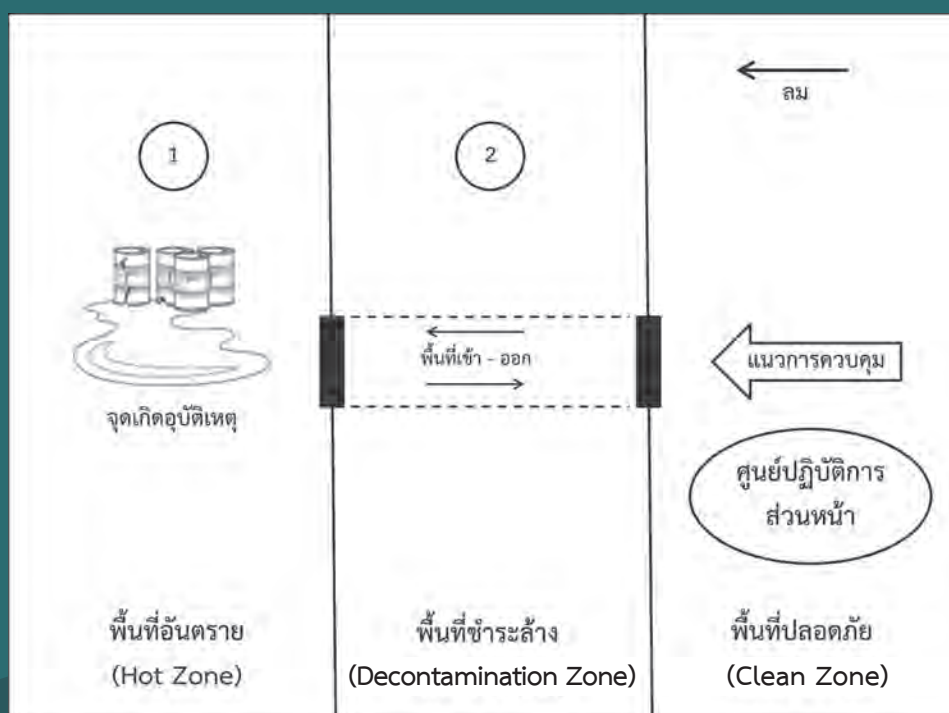 ลม
1
2
พื้นที่เข้า - ออก
แนวการควบคุม
จุดเกิดอุบัติเหตุ
ศูนย์ปฏิบัติการ
ส่วนหน้า
พื้นที่อันตราย
(Hot Zone)
พื้นที่ชำระล้าง
(Decontamination Zone)
พื้นที่ปลอดภัย
(Clean Zone)